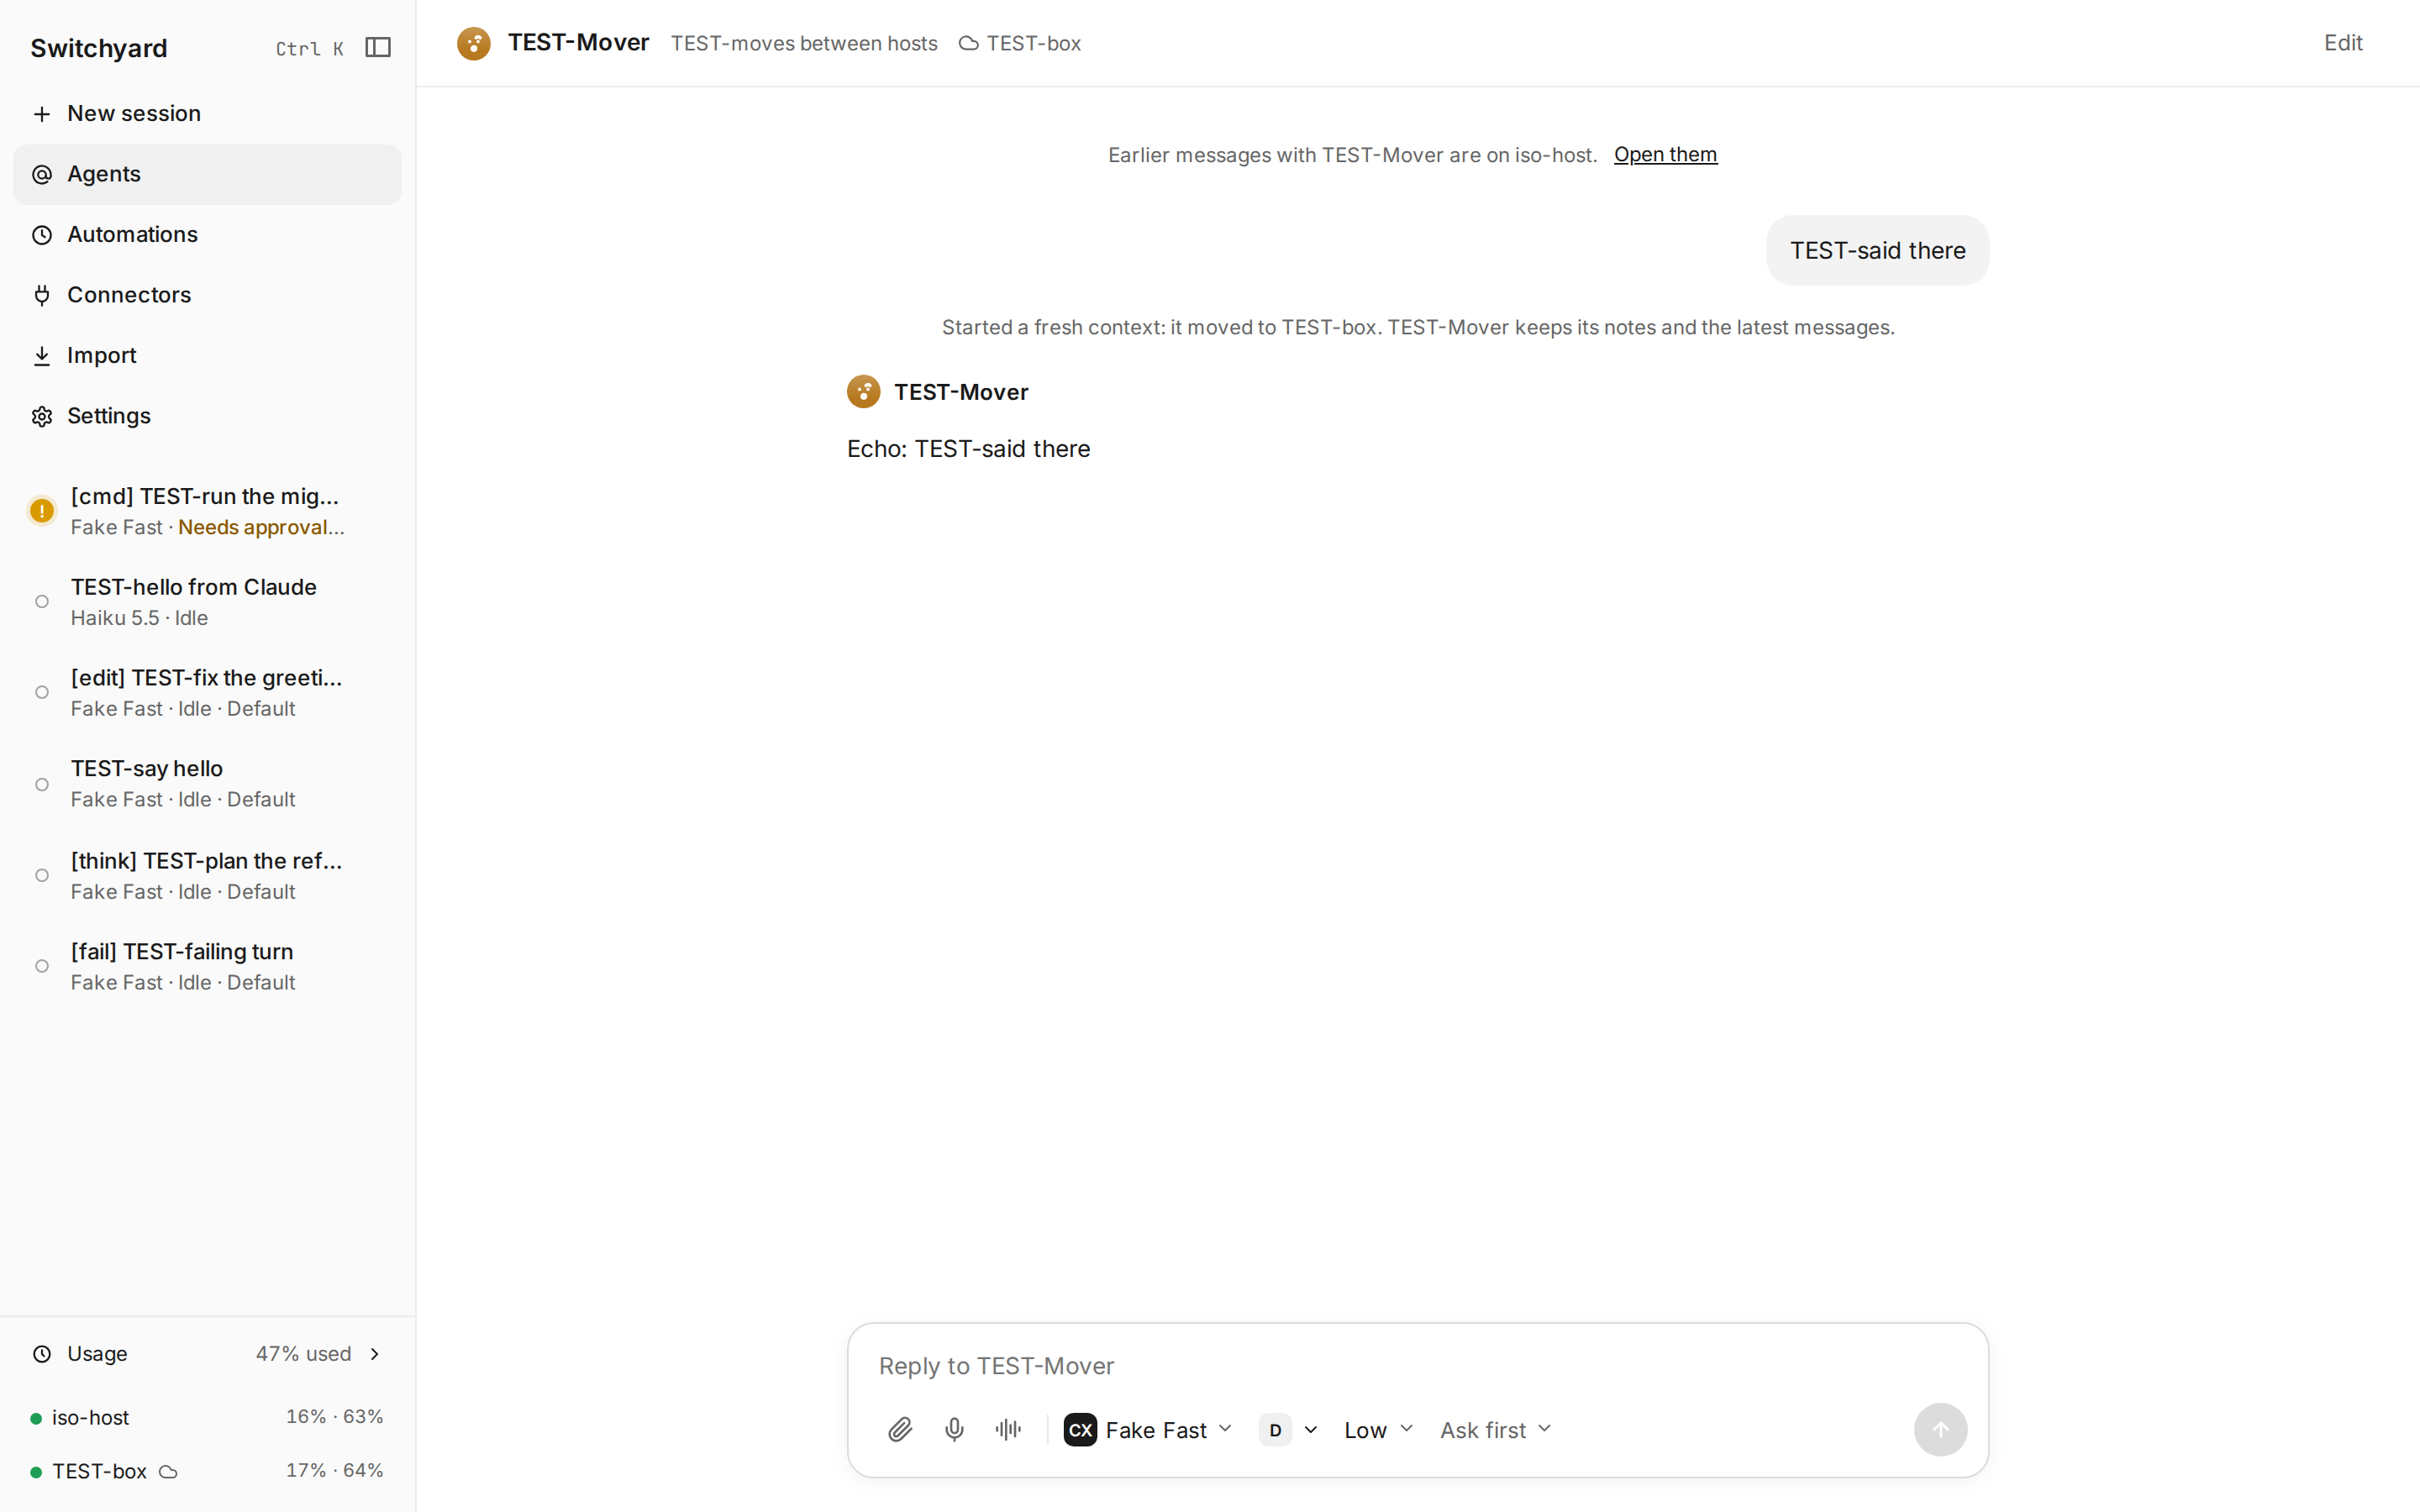 Switchyard
Ctrl K
New session
Agents
Automations
Connectors
Import
Settings
[cmd] TEST-run the mig...
Fake Fast · Needs approval...
TEST-hello from Claude
Haiku 5.5 · Idle
[edit] TEST-fix the greeti...
Fake Fast · Idle · Default
TEST-say hello
Fake Fast · Idle · Default
[think] TEST-plan the ref...
Fake Fast · Idle · Default
[fail] TEST-failing turn
Fake Fast · Idle · Default
Usage 47% used
iso-host 16% · 63%
TEST-box 17% · 64%
TEST-Mover TEST-moves between hosts TEST-box Edit
Earlier messages with TEST-Mover are on iso-host. Open them
TEST-said there
Started a fresh context: it moved to TEST-box. TEST-Mover keeps its notes and the latest messages.
TEST-Mover
Echo: TEST-said there
Reply to TEST-Mover
CX Fake Fast D Low Ask first